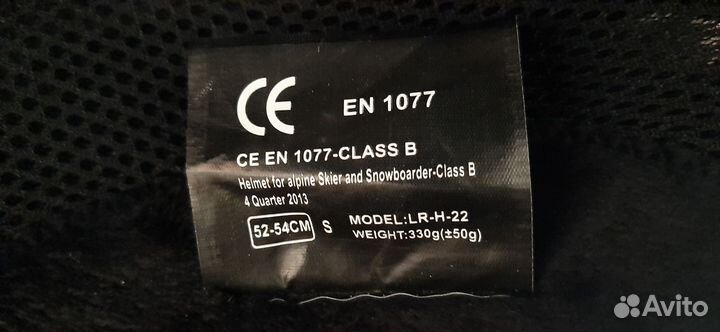 CE EN 1077
CE EN 1077-CLASS B
Helmet for alpine Skier and Snowboarder-Class B
4 Quarter 2013
52-54CM S MODEL:LR-H-22
WEIGHT:330g(±50g)
Avito